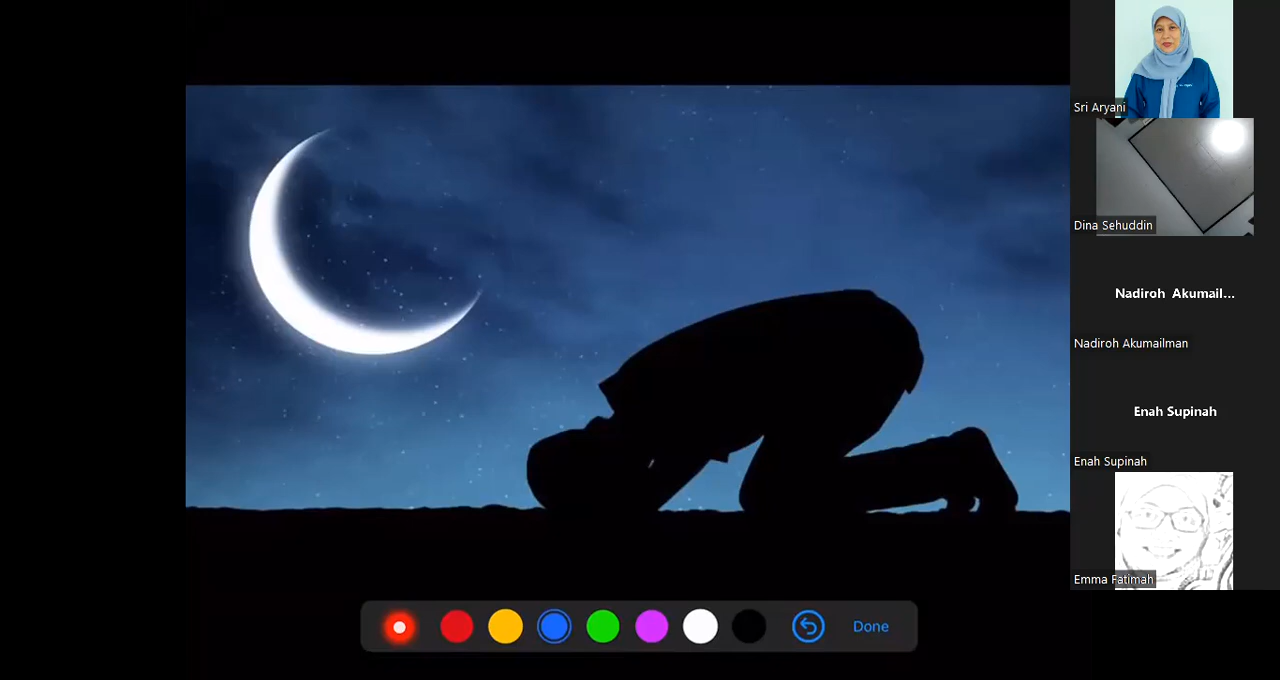 Sri Aryani
Dina Sehuddin
Nadiroh Akumail...
Nadiroh Akumailman
Enah Supinah
Enah Supinah
Emma Fatimah
Done